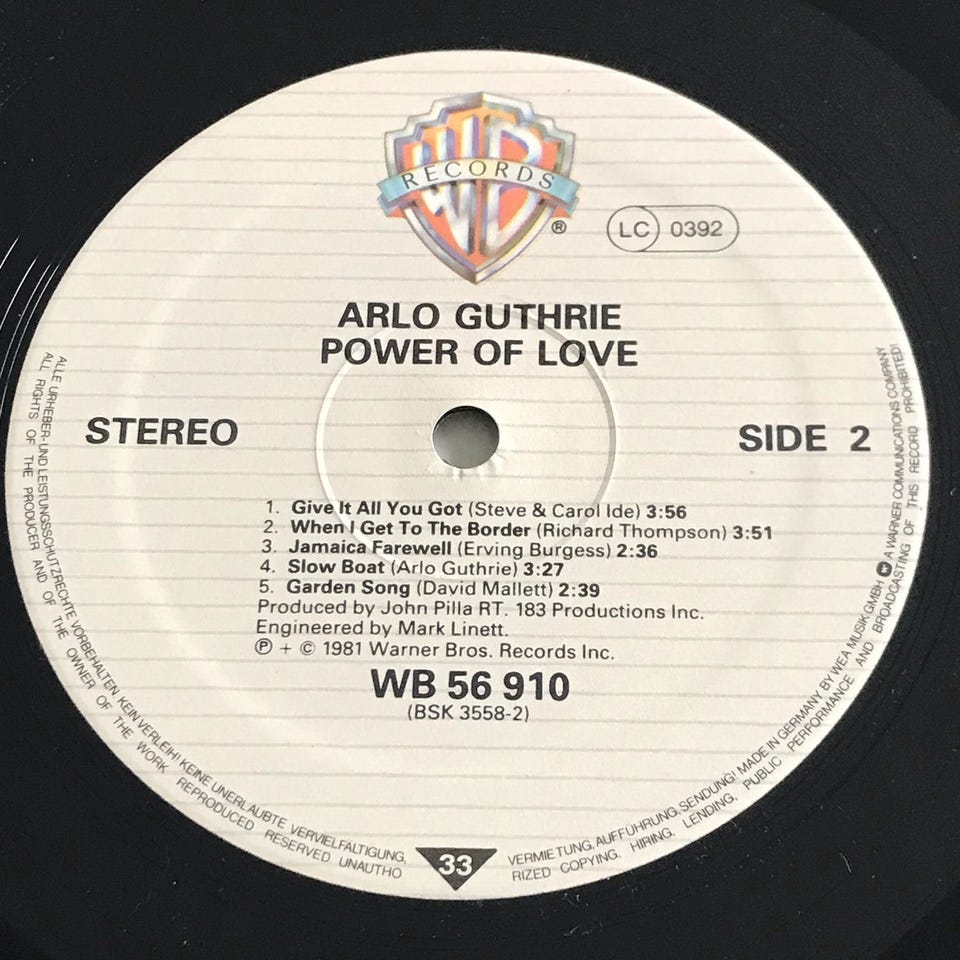 WB
RECORDS
®
LC 0392
ARLO GUTHRIE
POWER OF LOVE
STEREO
SIDE 2
1. Give It All You Got (Steve & Carol Ide) 3:56
2. When I Get To The Border (Richard Thompson) 3:51
3. Jamaica Farewell (Erving Burgess) 2:36
4. Slow Boat (Arlo Guthrie) 3:27
5. Garden Song (David Mallett) 2:39
Produced by John Pilla RT. 183 Productions Inc.
Engineered by Mark Linett.
℗ + © 1981 Warner Bros. Records Inc.
WB 56 910
(BSK 3558-2)
33
ALLE URHEBER- UND LEISTUNGSSCHUTZRECHTE VORBEHALTEN KEIN VERLEIH! KEINE UNERLAUBTE VERVIELFÄLTIGUNG, VERMIETUNG, AUFFÜHRUNG, SENDUNG! MADE IN GERMANY BY WEA MUSIK GMBH A WARNER COMMUNICATIONS COMPANY
ALL RIGHTS OF THE PRODUCER AND OF THE OWNER OF THE WORK REPRODUCED RESERVED UNAUTHORIZED COPYING, HIRING, LENDING, PUBLIC PERFORMANCE AND BROADCASTING OF THIS RECORD PROHIBITED!